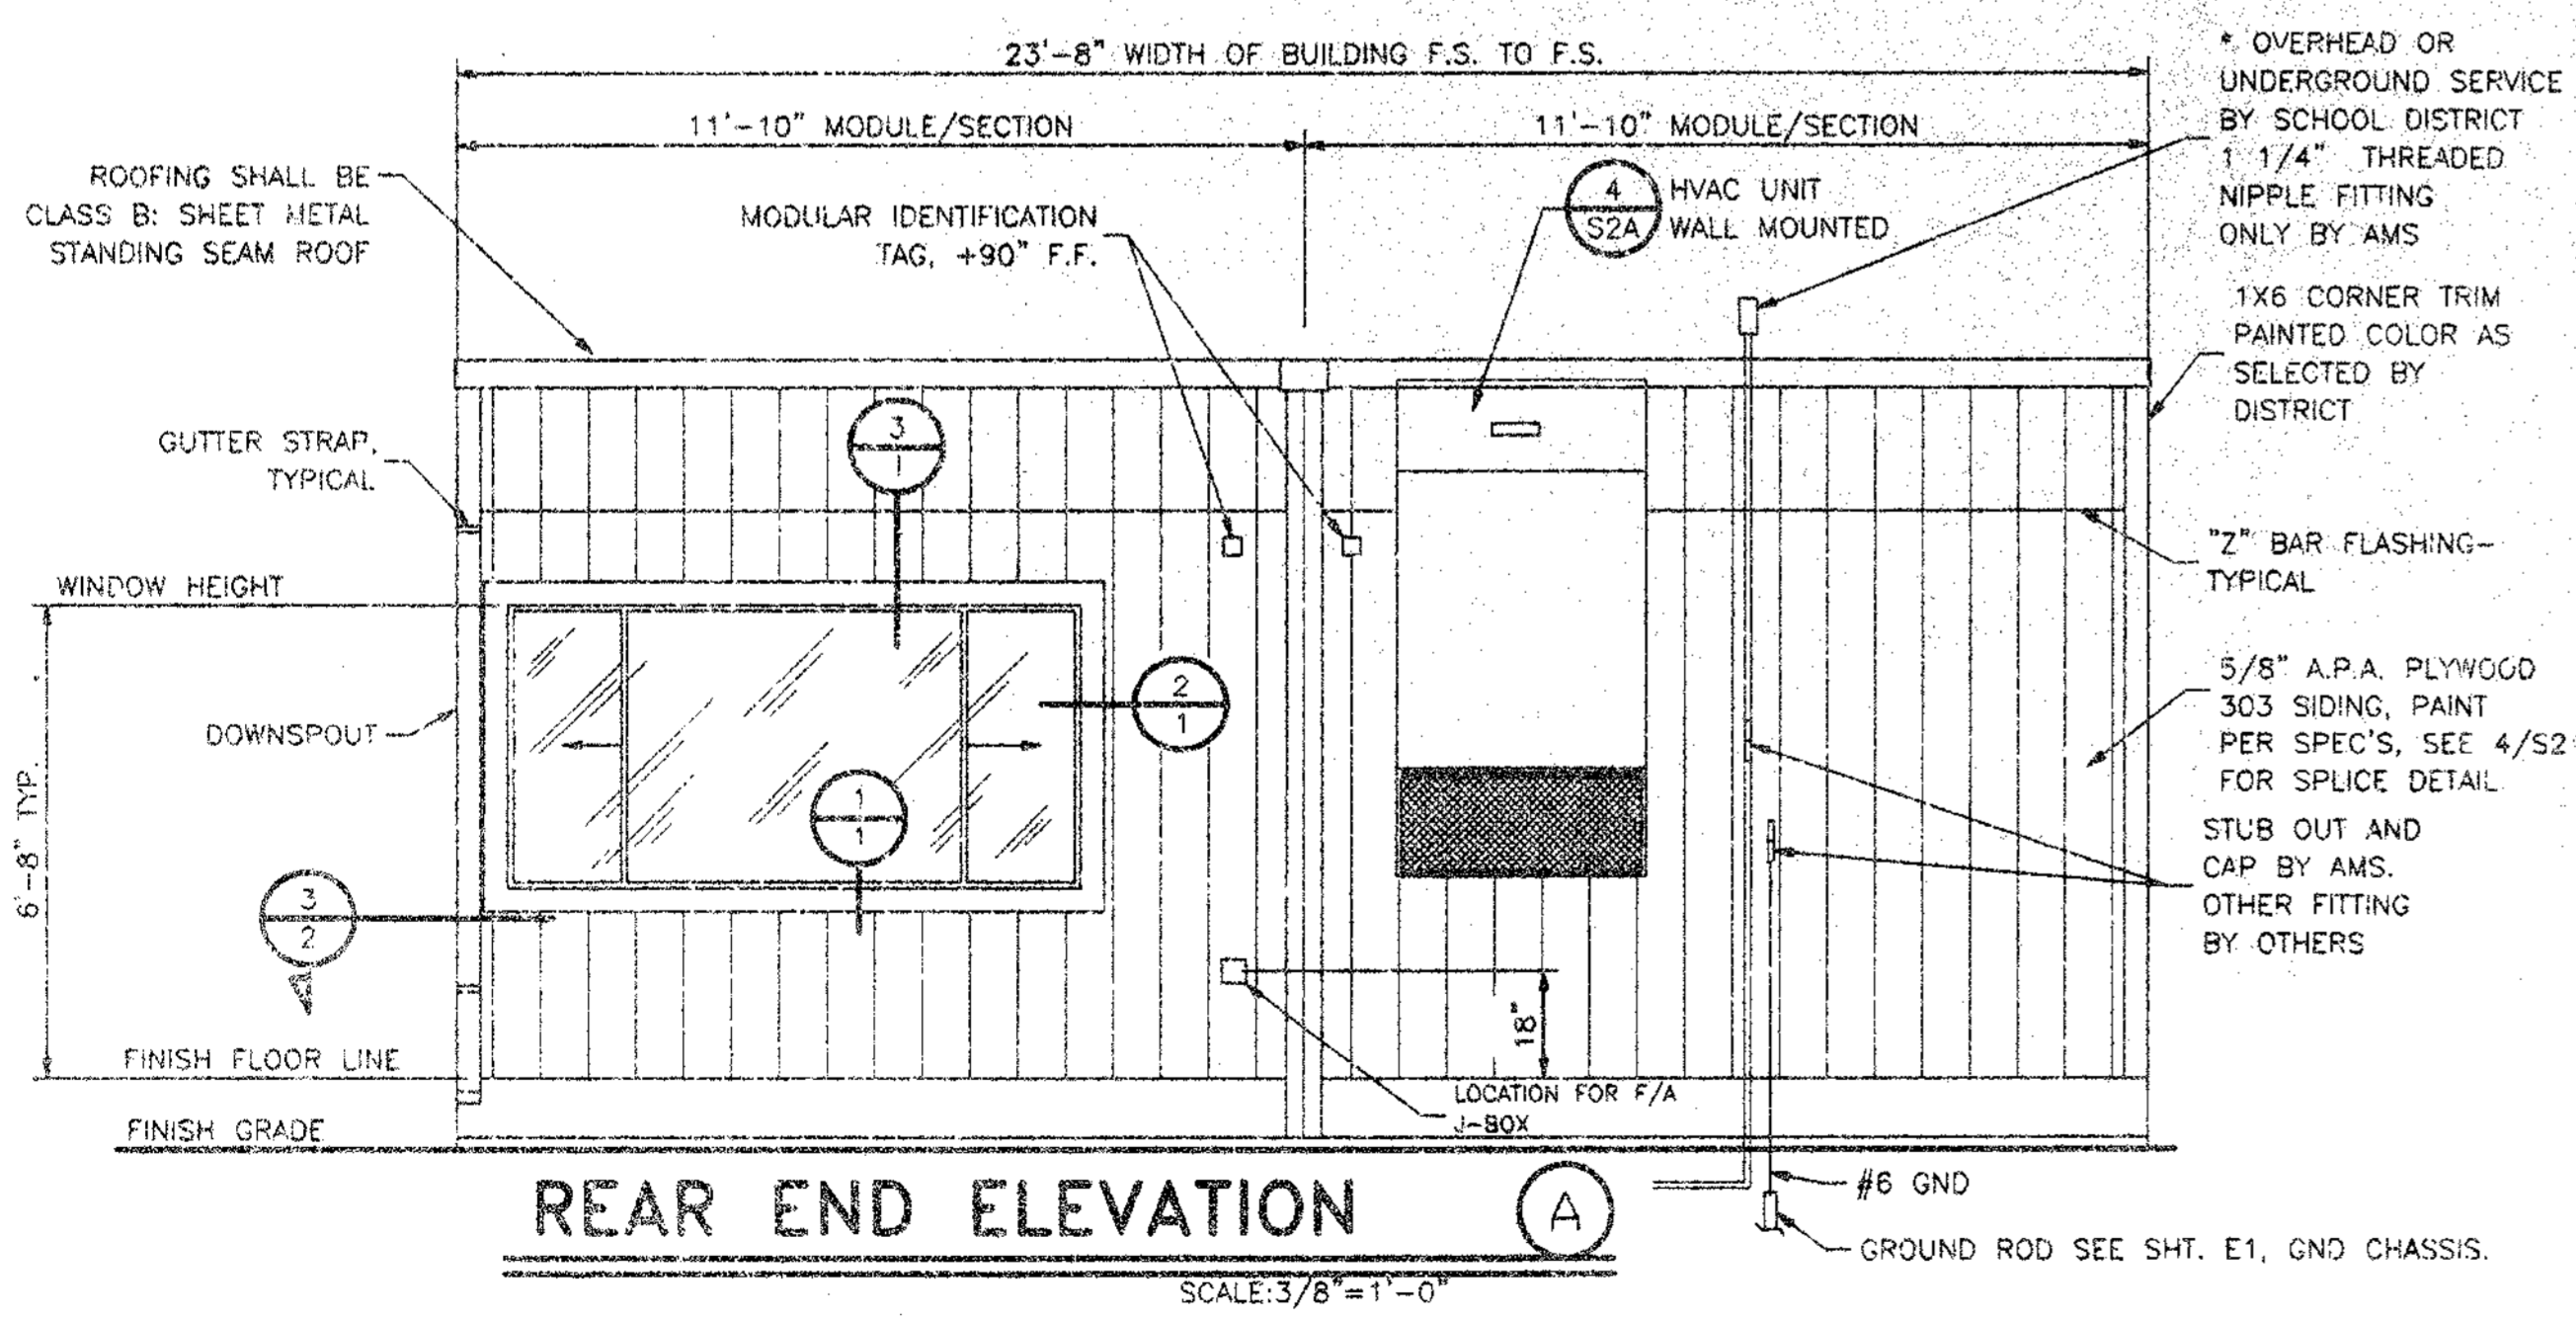 23'-8" WIDTH OF BUILDING F.S. TO F.S.
11'-10" MODULE/SECTION
11'-10" MODULE/SECTION
ROOFING SHALL BE
CLASS B: SHEET METAL
STANDING SEAM ROOF
MODULAR IDENTIFICATION
TAG, +90" F.F.
4
S2A
HVAC UNIT
WALL MOUNTED
* OVERHEAD OR
UNDERGROUND SERVICE
BY SCHOOL DISTRICT
1 1/4" THREADED
NIPPLE FITTING
ONLY BY AMS
1X6 CORNER TRIM
PAINTED COLOR AS
SELECTED BY
DISTRICT
GUTTER STRAP,
TYPICAL
3
1
"Z" BAR FLASHING-
TYPICAL
WINDOW HEIGHT
2
1
5/8" A.P.A. PLYWOOD
303 SIDING, PAINT
PER SPEC'S, SEE 4/S2
FOR SPLICE DETAIL
DOWNSPOUT
1
1
6'-8" TYP.
3
2
STUB OUT AND
CAP BY AMS.
OTHER FITTING
BY OTHERS
18"
FINISH FLOOR LINE
LOCATION FOR F/A
J-BOX
FINISH GRADE
REAR END ELEVATION
A
SCALE:3/8"=1'-0"
#6 GND
GROUND ROD SEE SHT. E1, GND CHASSIS.